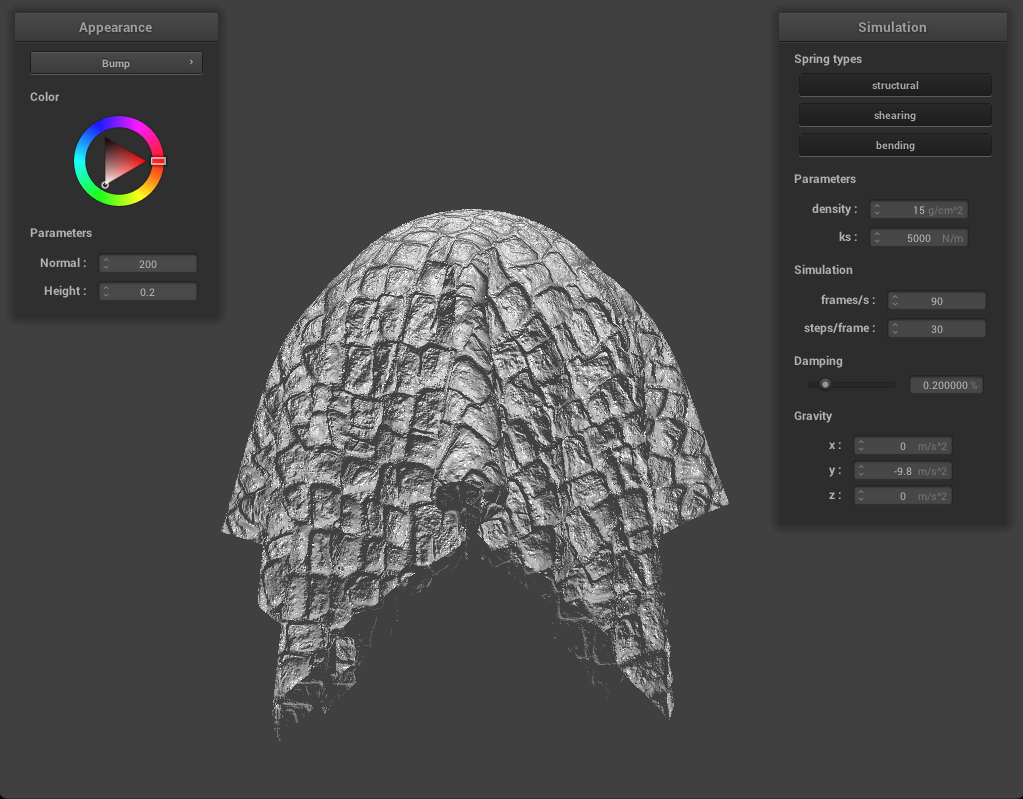 Appearance
Bump
Color
Parameters
Normal : 200
Height : 0.2
Simulation
Spring types
structural
shearing
bending
Parameters
density : 15 g/cm^2
ks : 5000 N/m
Simulation
frames/s : 90
steps/frame : 30
Damping
0.200000 %
Gravity
x : 0 m/s^2
y : -9.8 m/s^2
z : 0 m/s^2